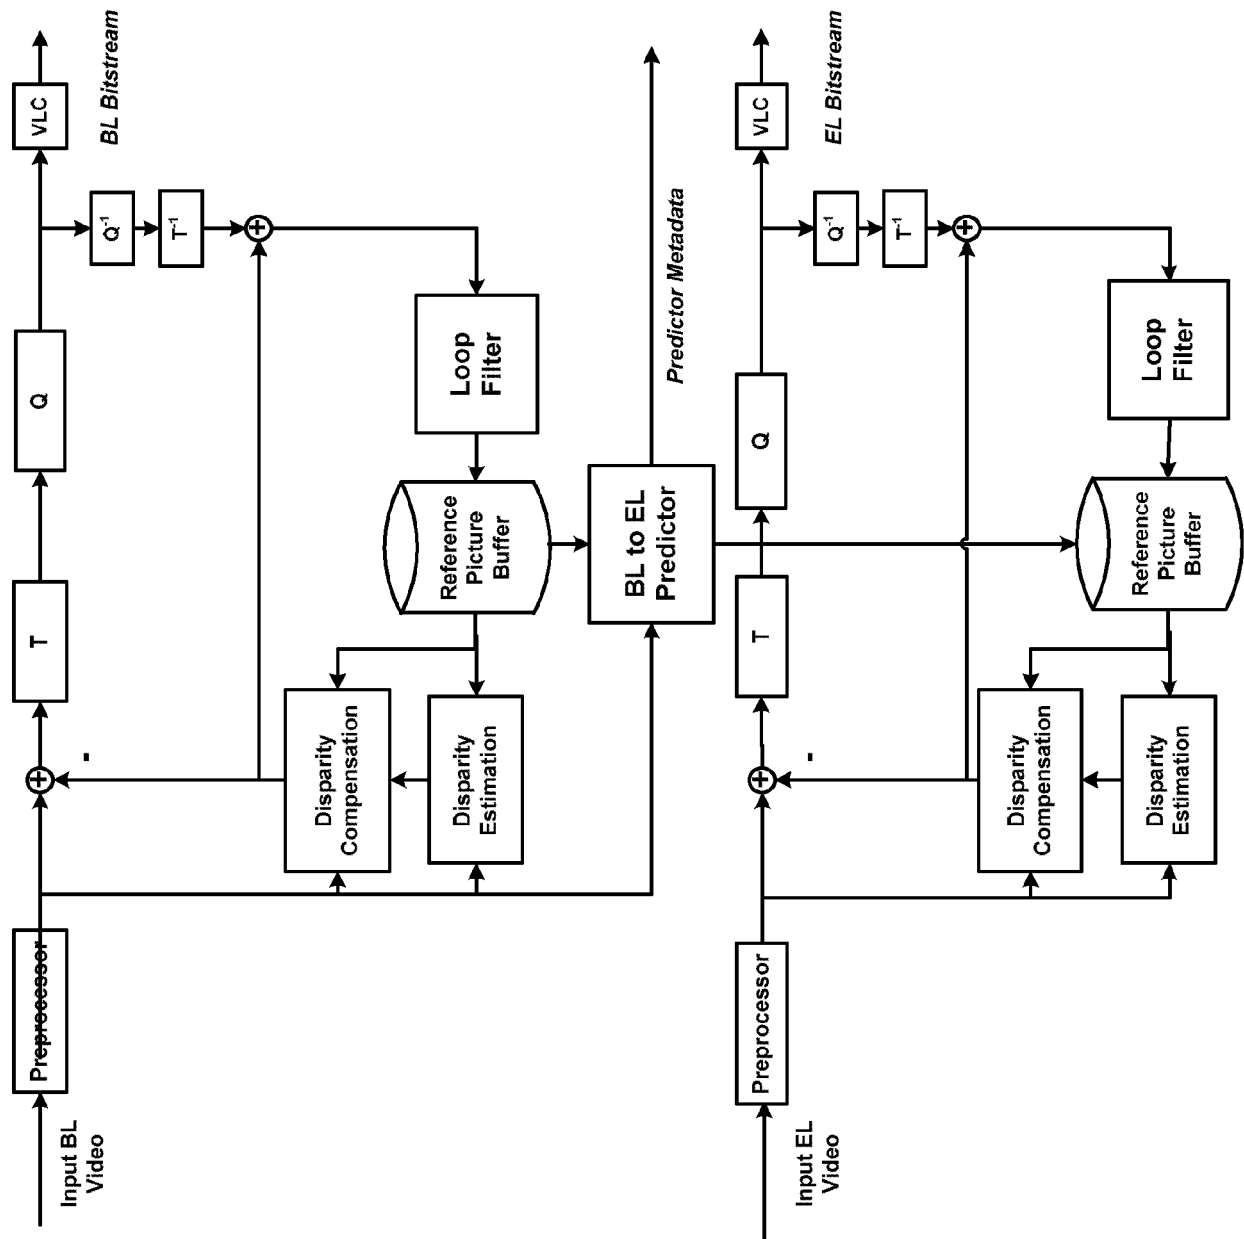 Input BL
Video
Preprocessor
+
-
T
Q
VLC
BL Bitstream
Q-1
T-1
+
Loop
Filter
Reference
Picture
Buffer
Disparity
Compensation
Disparity
Estimation
BL to EL
Predictor
Predictor Metadata
Input EL
Video
Preprocessor
+
-
T
Q
VLC
EL Bitstream
Q-1
T-1
+
Loop
Filter
Reference
Picture
Buffer
Disparity
Compensation
Disparity
Estimation